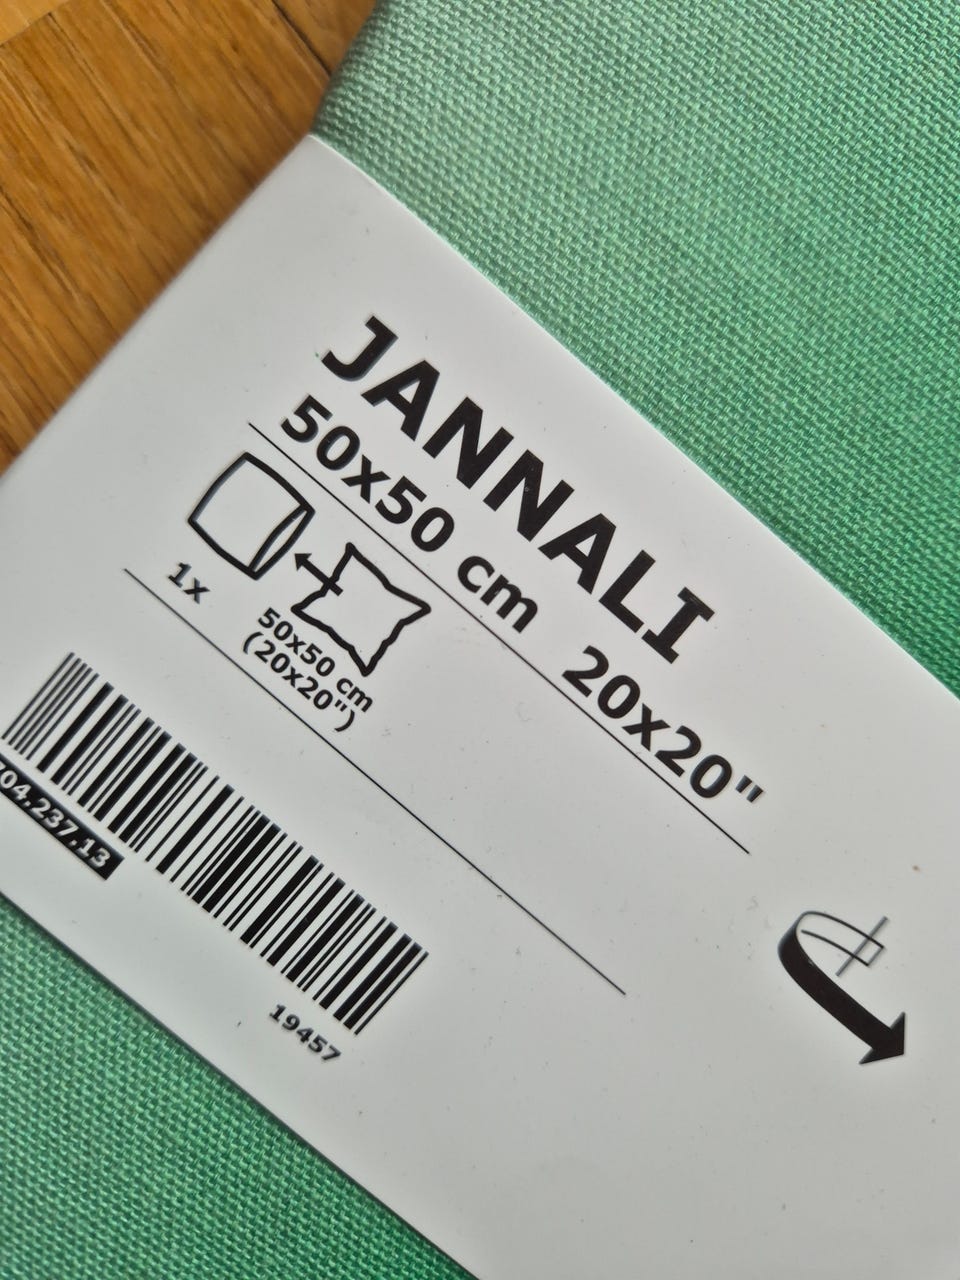 JANNALI
50x50 cm 20x20"
1x
50x50 cm
(20x20")
04.237.13
19457